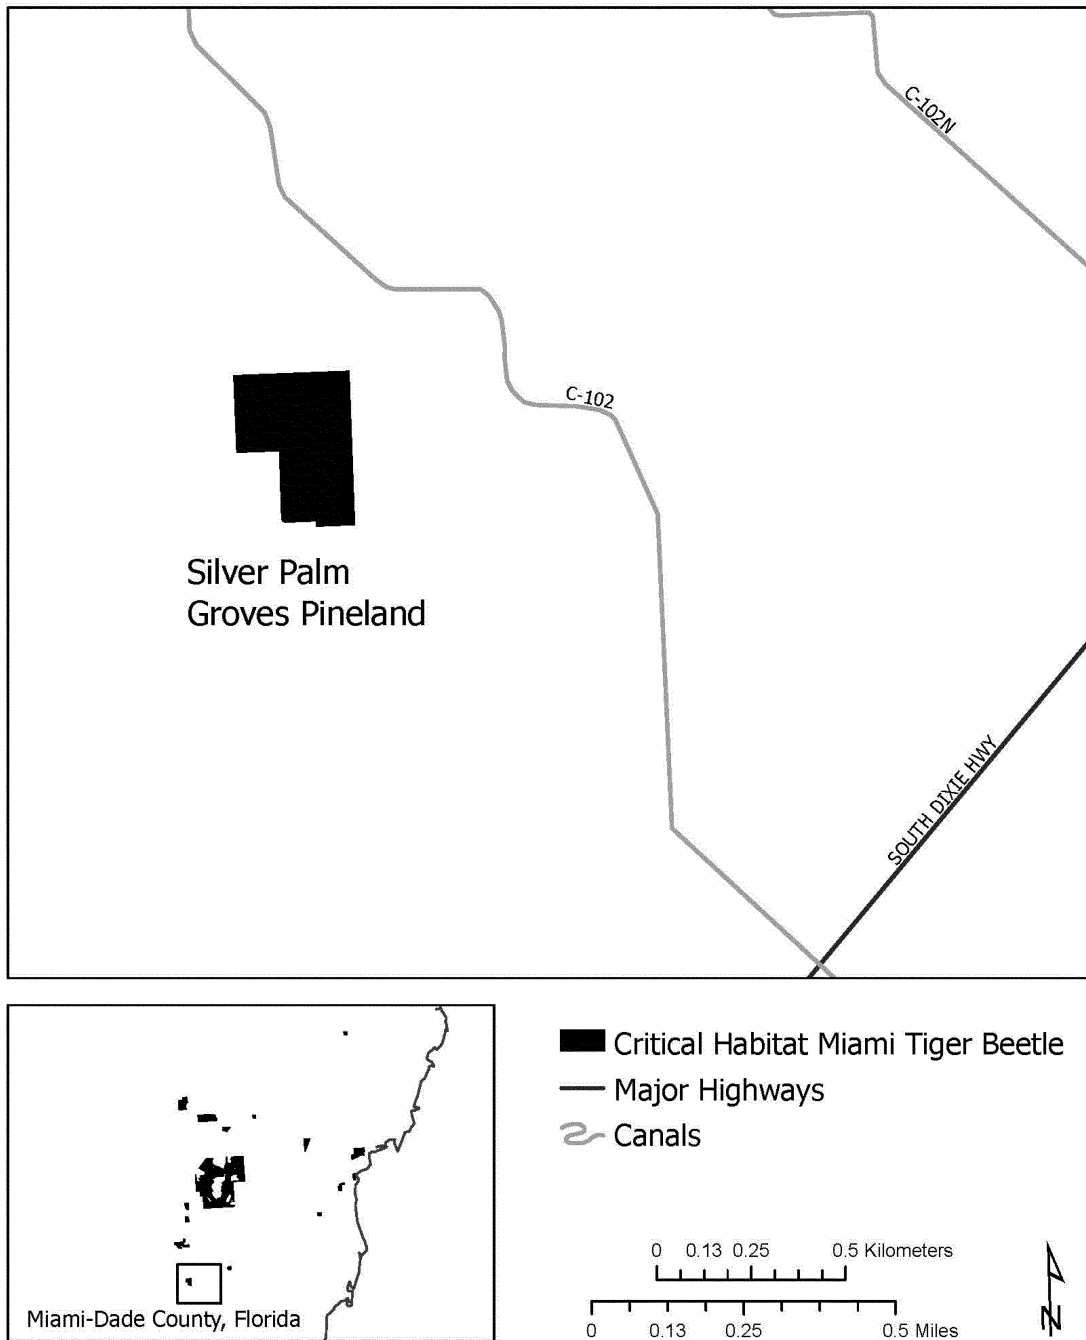 C-102N
C-102
Silver Palm
Groves Pineland
SOUTH DIXIE HWY
Miami-Dade County, Florida
Critical Habitat Miami Tiger Beetle
Major Highways
Canals
0 0.13 0.25 0.5 Kilometers
0 0.13 0.25 0.5 Miles
N